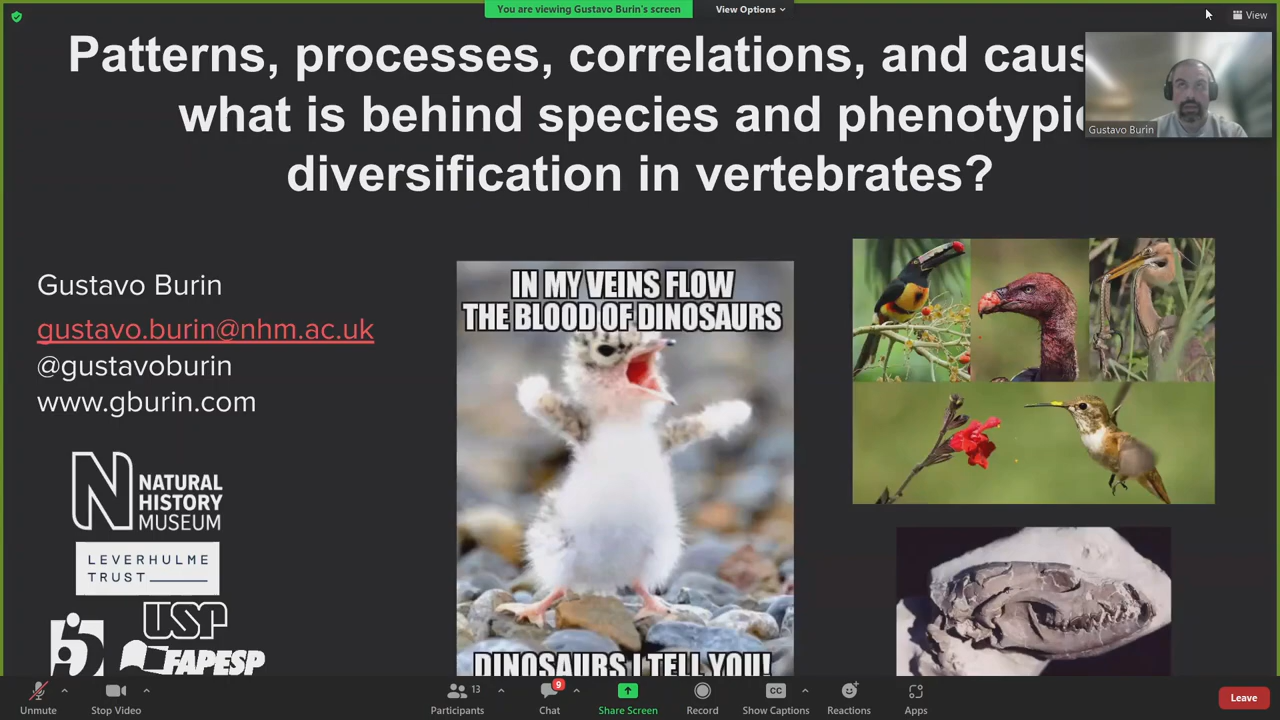 You are viewing Gustavo Burin's screen
View Options
View
Patterns, processes, correlations, and caus
what is behind species and phenotypi
diversification in vertebrates?
Gustavo Burin
Gustavo Burin
gustavo.burin@nhm.ac.uk
@gustavoburin
www.gburin.com
NATURAL
HISTORY
MUSEUM
LEVERHULME
TRUST
USP
FAPESP
IN MY VEINS FLOW
THE BLOOD OF DINOSAURS
DINOSAURS I TELL YOU!
Unmute
Stop Video
13
Participants
9
Chat
Share Screen
Record
CC
Show Captions
Reactions
Apps
Leave